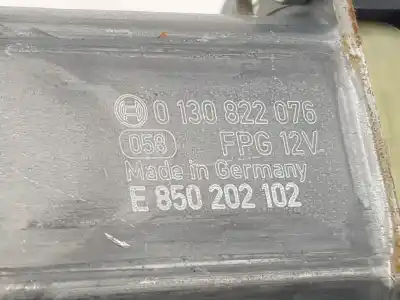 0 130 822 076
058 FPG 12V
Made in Germany
E 850 202 102